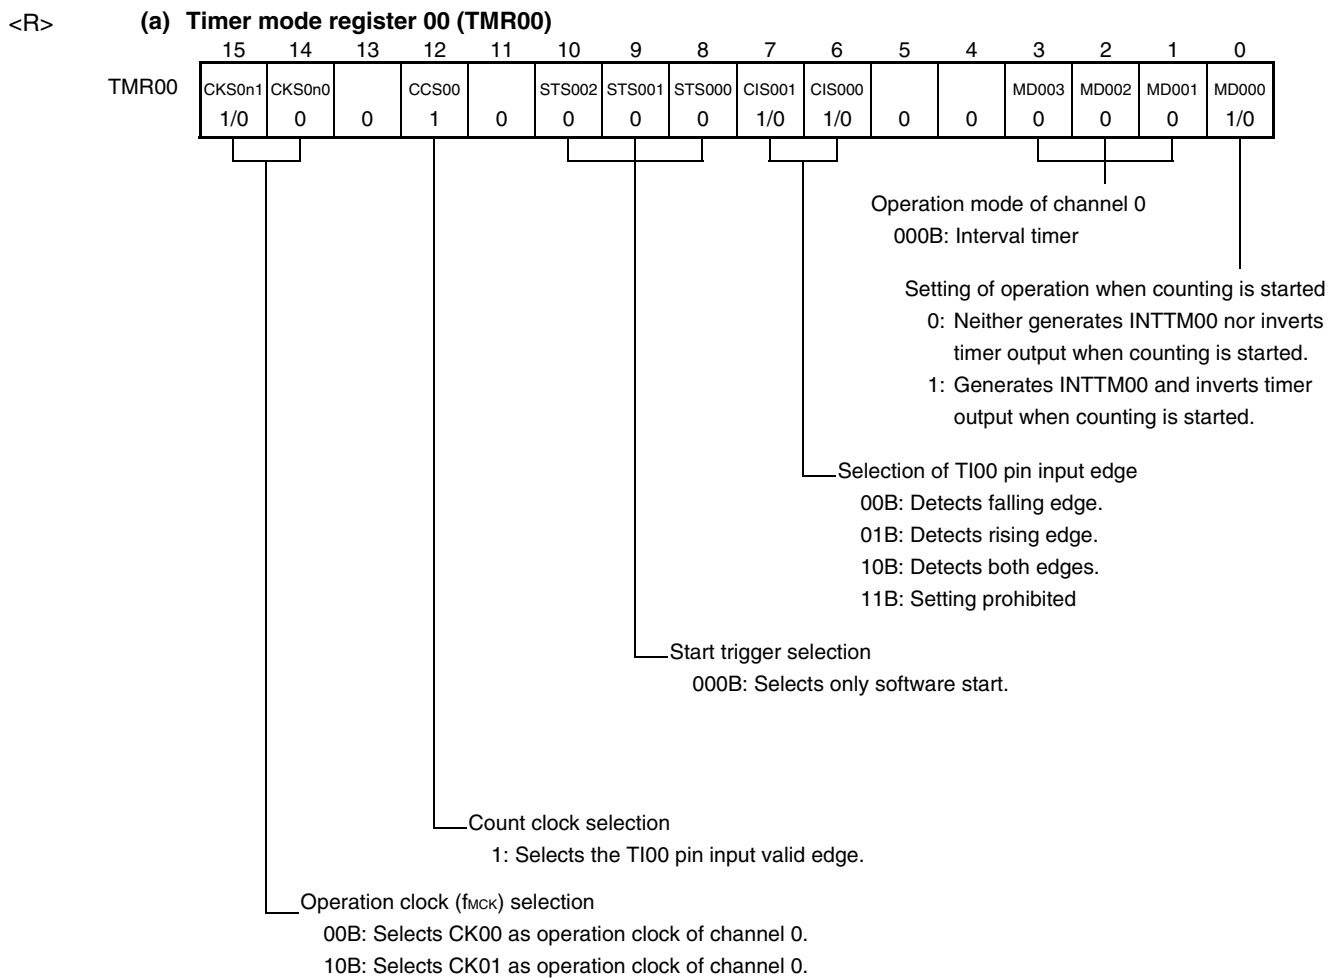 <R> (a) Timer mode register 00 (TMR00)
15 14 13 12 11 10 9 8 7 6 5 4 3 2 1 0
TMR00 CKS0n1 CKS0n0 CCS00 STS002 STS001 STS000 CIS001 CIS000 MD003 MD002 MD001 MD000
1/0 0 0 1 0 0 0 0 1/0 1/0 0 0 0 0 0 1/0
Operation mode of channel 0
000B: Interval timer
Setting of operation when counting is started
0: Neither generates INTTM00 nor inverts
timer output when counting is started.
1: Generates INTTM00 and inverts timer
output when counting is started.
Selection of TI00 pin input edge
00B: Detects falling edge.
01B: Detects rising edge.
10B: Detects both edges.
11B: Setting prohibited
Start trigger selection
000B: Selects only software start.
Count clock selection
1: Selects the TI00 pin input valid edge.
Operation clock (fMCK) selection
00B: Selects CK00 as operation clock of channel 0.
10B: Selects CK01 as operation clock of channel 0.